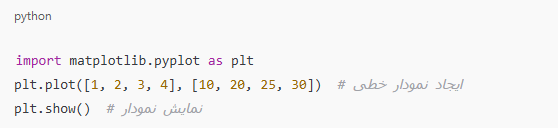 python
import matplotlib.pyplot as plt
plt.plot([1, 2, 3, 4], [10, 20, 25, 30])  # ایجاد نمودار خطی
plt.show()  # نمایش نمودار